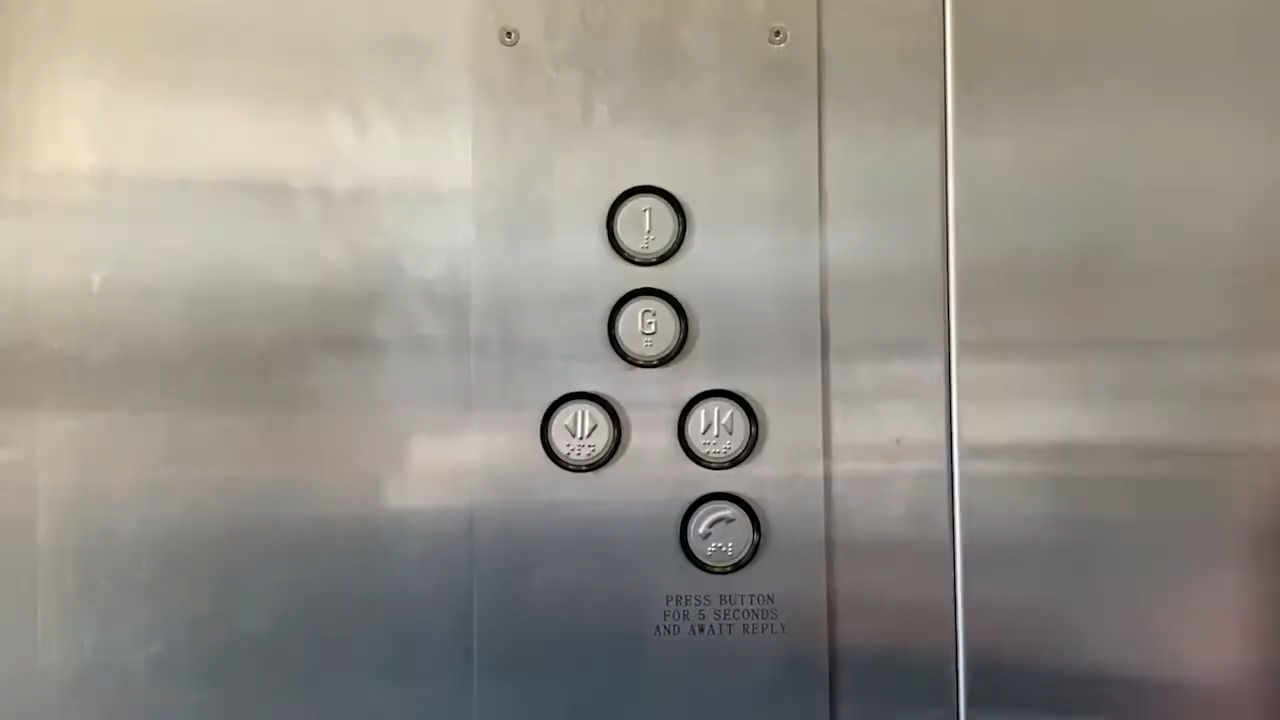 1
G
PRESS BUTTON
FOR 5 SECONDS
AND AWAIT REPLY